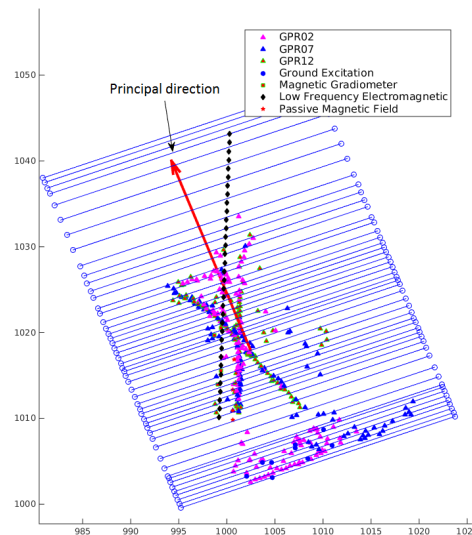 GPR02
GPR07
GPR12
Ground Excitation
Magnetic Gradiometer
Low Frequency Electromagnetic
Passive Magnetic Field
Principal direction
1050
1040
1030
1020
1010
1000
985 990 995 1000 1005 1010 1015 1020 102